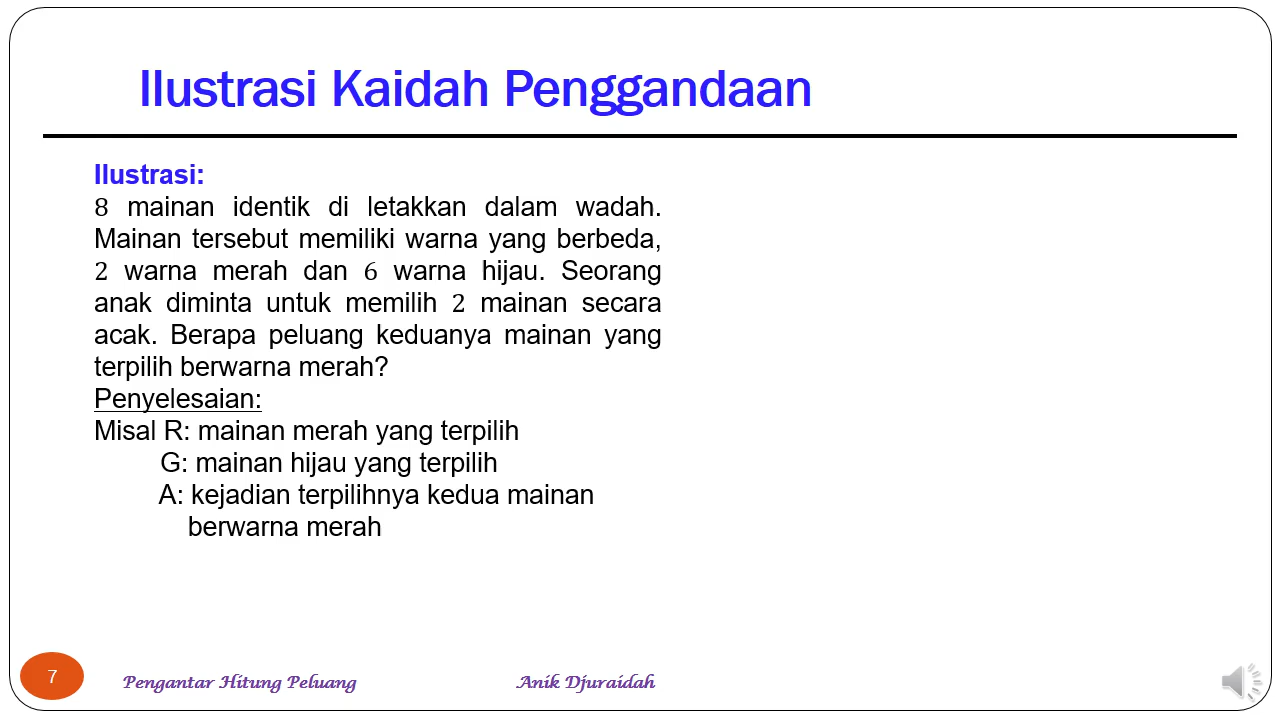 Ilustrasi Kaidah Penggandaan
Ilustrasi:
8 mainan identik di letakkan dalam wadah.
Mainan tersebut memiliki warna yang berbeda,
2 warna merah dan 6 warna hijau. Seorang
anak diminta untuk memilih 2 mainan secara
acak. Berapa peluang keduanya mainan yang
terpilih berwarna merah?
Penyelesaian:
Misal R: mainan merah yang terpilih
G: mainan hijau yang terpilih
A: kejadian terpilihnya kedua mainan
berwarna merah
7 Pengantar Hitung Peluang Anik Djuraidah